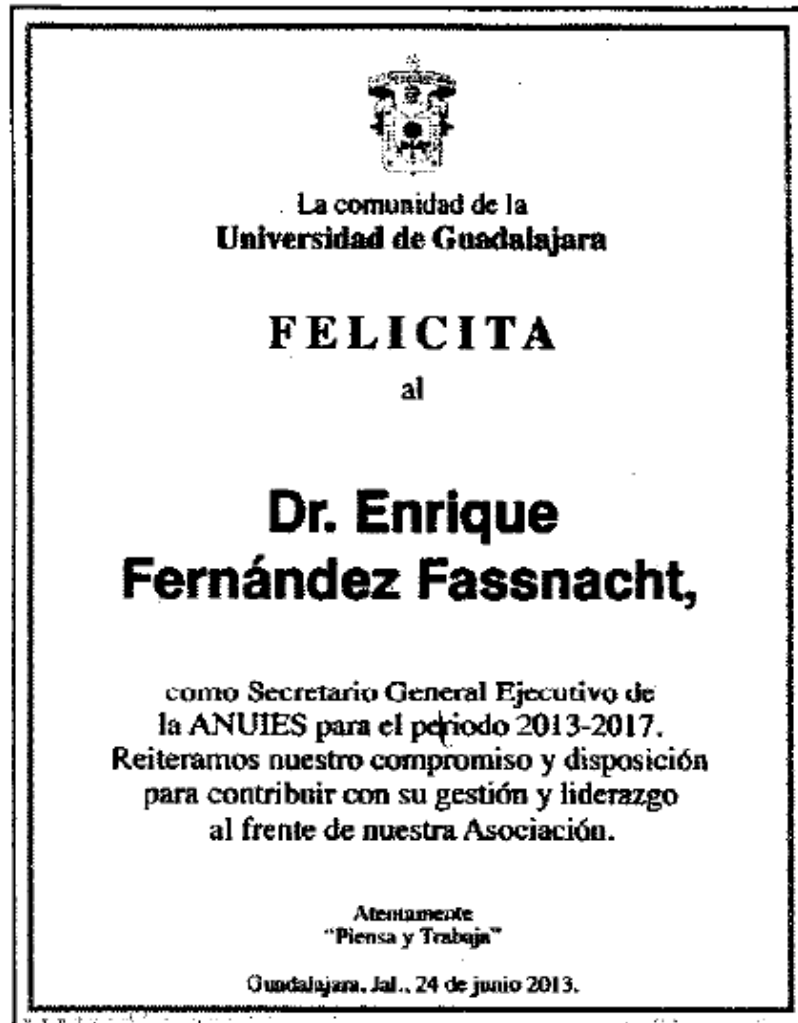 La comunidad de la
Universidad de Guadalajara
FELICITA
al
Dr. Enrique
Fernández Fassnacht,
como Secretario General Ejecutivo de
la ANUIES para el periodo 2013-2017.
Reiteramos nuestro compromiso y disposición
para contribuir con su gestión y liderazgo
al frente de nuestra Asociación.
Atentamente
"Piensa y Trabaja"
Guadalajara, Jal., 24 de junio 2013.